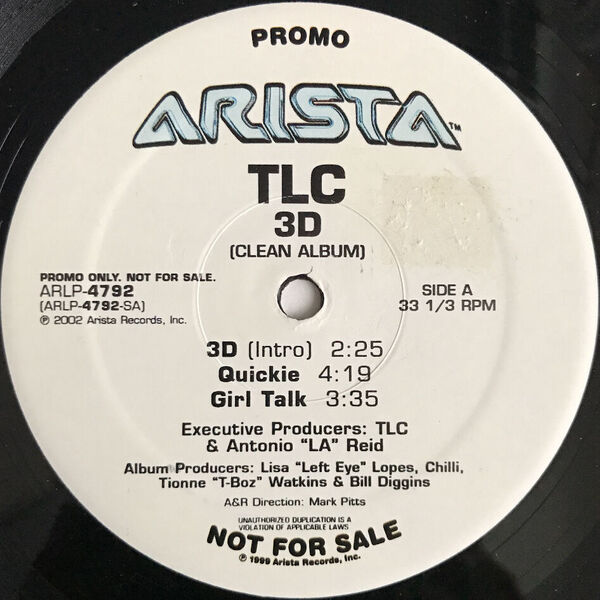 PROMO
ARISTA™
TLC
3D
(CLEAN ALBUM)
PROMO ONLY. NOT FOR SALE.
ARLP-4792
(ARLP-4792-SA)
℗ 2002 Arista Records, Inc.
SIDE A
33 1/3 RPM
3D (Intro) 2:25
Quickie 4:19
Girl Talk 3:35
Executive Producers: TLC
& Antonio "LA" Reid
Album Producers: Lisa "Left Eye" Lopes, Chilli,
Tionne "T-Boz" Watkins & Bill Diggins
A&R Direction: Mark Pitts
UNAUTHORIZED DUPLICATION IS A
VIOLATION OF APPLICABLE LAWS
NOT FOR SALE
℗ 1999 Arista Records, Inc.